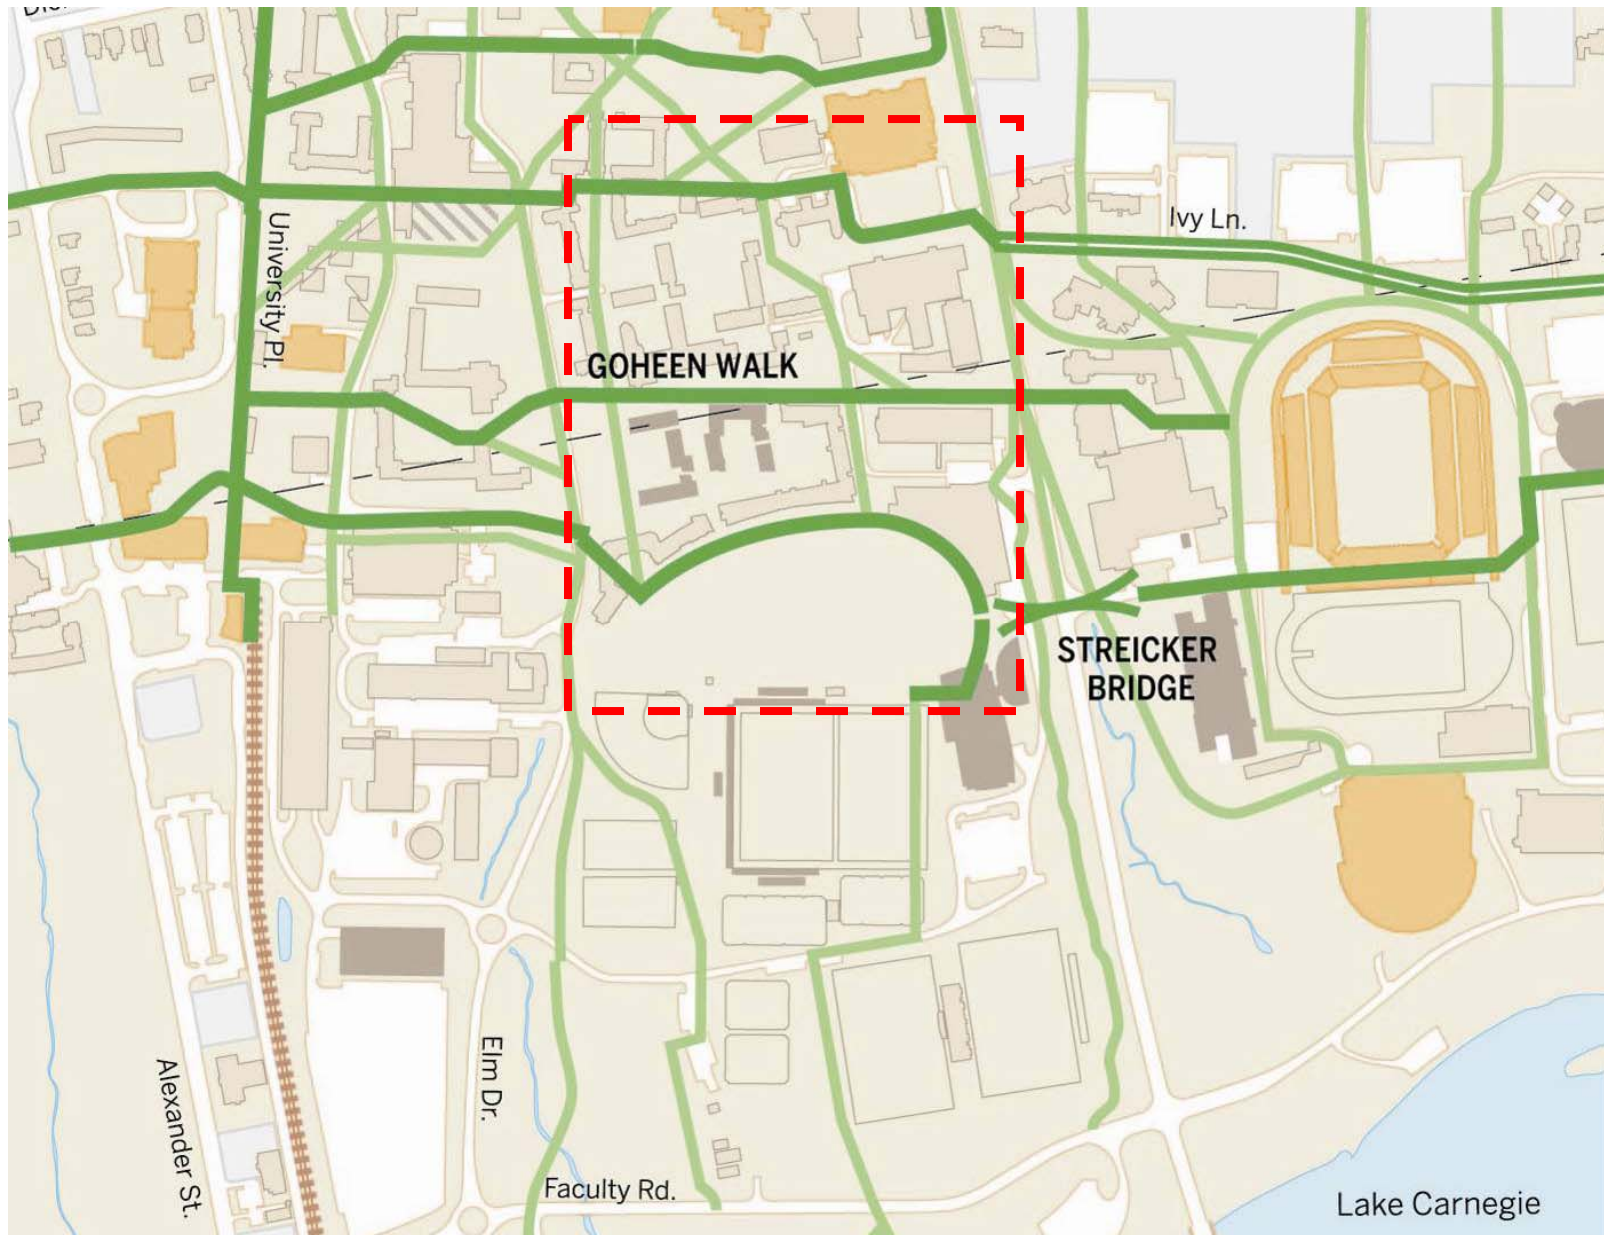 University Pl.
Ivy Ln.
GOHEEN WALK
STREICKER
BRIDGE
Alexander St.
Elm Dr.
Faculty Rd.
Lake Carnegie